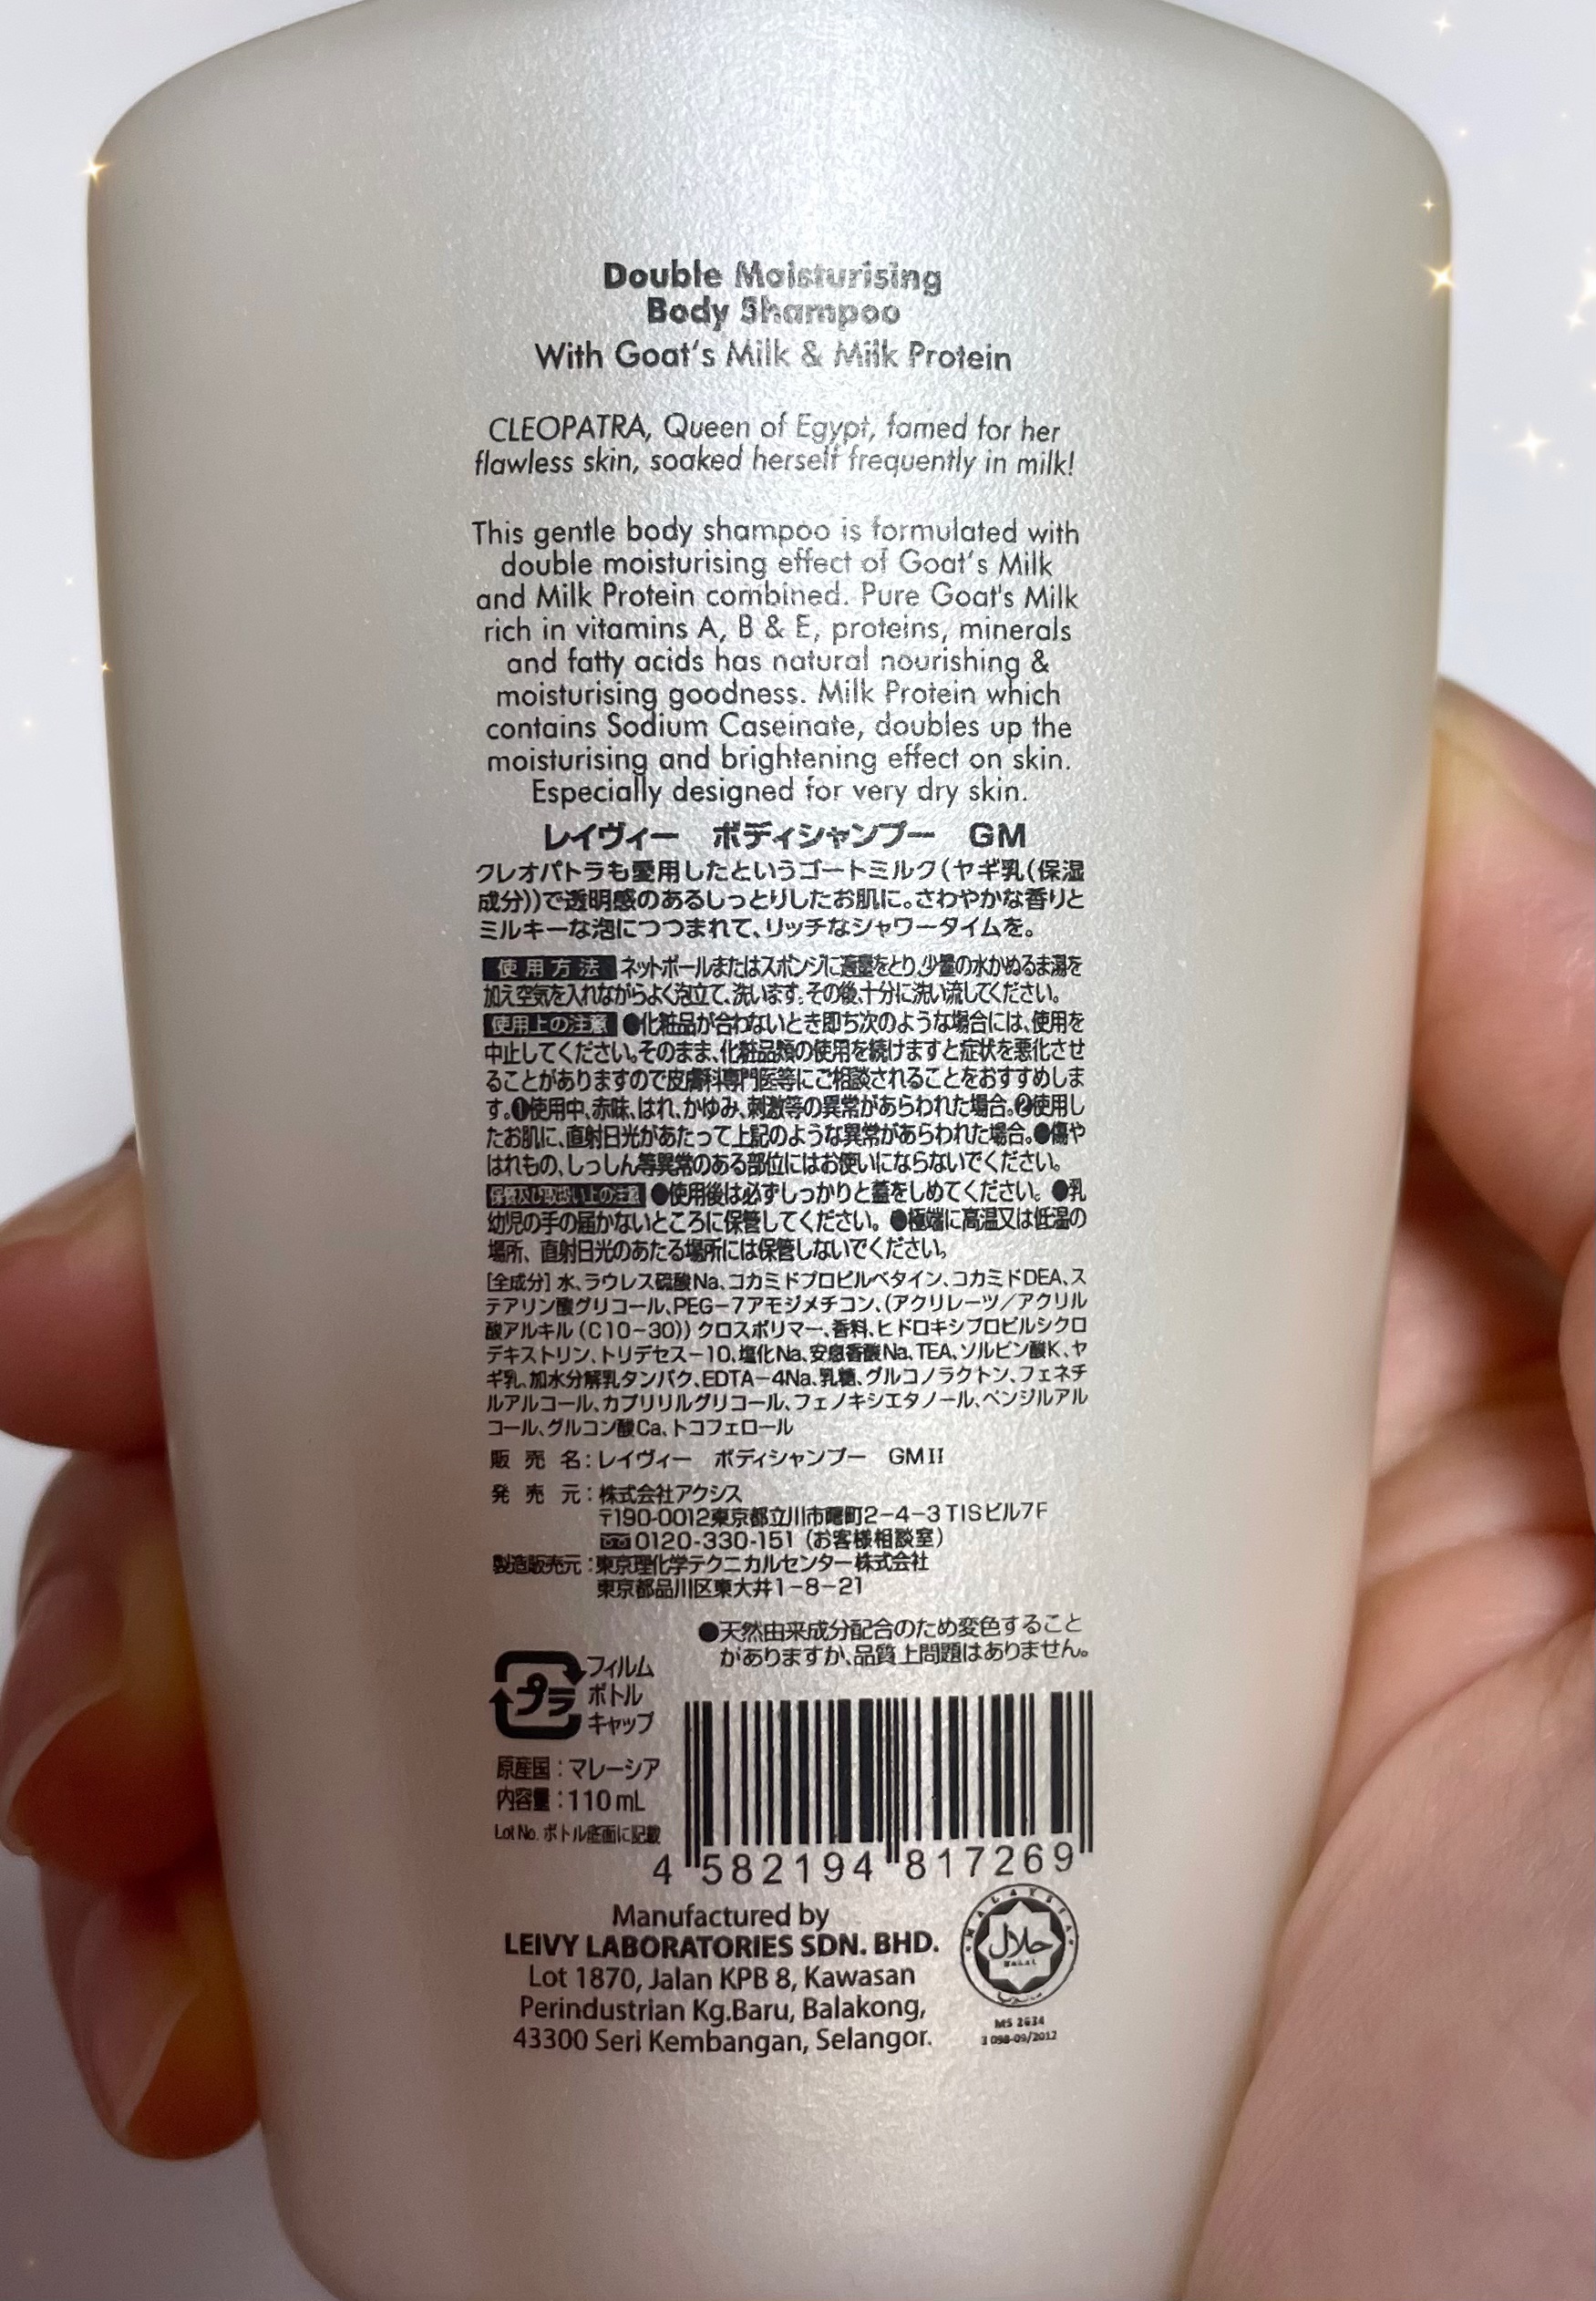 Double Moisturising
Body Shampoo
With Goat's Milk & Milk Protein
CLEOPATRA, Queen of Egypt, famed for her
flawless skin, soaked herself frequently in milk!
This gentle body shampoo is formulated with
double moisturising effect of Goat's Milk
and Milk Protein combined. Pure Goat's Milk
rich in vitamins A, B & E, proteins, minerals
and fatty acids has natural nourishing &
moisturising goodness. Milk Protein which
contains Sodium Caseinate, doubles up the
moisturising and brightening effect on skin.
Especially designed for very dry skin.
レイヴィー ボディシャンプー GM
クレオパトラも愛用したというゴートミルク(ヤギ乳(保湿
成分))で透明感のあるしっとりしたお肌に。さわやかな香りと
ミルキーな泡につつまれて、リッチなシャワータイムを。
使用方法 ネットボールまたはスポンジに適量をとり、少量の水かぬるま湯を
加え空気を入れながらよく泡立て、洗います。その後、十分に洗い流してください。
使用上の注意 ●化粧品が合わないとき即ち次のような場合には、使用を
中止してください。そのまま、化粧品類の使用を続けますと症状を悪化させ
ることがありますので皮膚科専門医等にご相談されることをおすすめしま
す。❶使用中、赤味、はれ、かゆみ、刺激等の異常があらわれた場合。❷使用し
たお肌に、直射日光があたって上記のような異常があらわれた場合。●傷や
はれもの、しっしん等異常のある部位にはお使いにならないでください。
保管及び取扱い上の注意 ●使用後は必ずしっかりと蓋をしめてください。●乳
幼児の手の届かないところに保管してください。●極端に高温又は低温の
場所、直射日光のあたる場所には保管しないでください。
[全成分] 水、ラウレス硫酸Na、コカミドプロピルベタイン、コカミドDEA、ス
テアリン酸グリコール、PEG-7アモジメチコン、(アクリレーツ/アクリル
酸アルキル(C10-30))クロスポリマー、香料、ヒドロキシプロピルシクロ
デキストリン、トリデセス-10、塩化Na、安息香酸Na、TEA、ソルビン酸K、ヤ
ギ乳、加水分解乳タンパク、EDTA-4Na、乳糖、グルコノラクトン、フェネチ
ルアルコール、カプリリルグリコール、フェノキシエタノール、ベンジルアル
コール、グルコン酸Ca、トコフェロール
販売名:レイヴィー ボディシャンプー GMII
発売元:株式会社アクシス
〒190-0012東京都立川市曙町2-4-3 TISビル7F
0120-330-151 (お客様相談室)
製造販売元:東京理化学テクニカルセンター株式会社
東京都品川区東大井1-8-21
●天然由来成分配合のため変色すること
がありますが、品質上問題はありません。
プラ
フィルム
ボトル
キャップ
原産国:マレーシア
内容量:110mL
Lot No. ボトル底面に記載
4 582194 817269
Manufactured by
LEIVY LABORATORIES SDN. BHD.
Lot 1870, Jalan KPB 8, Kawasan
Perindustrian Kg.Baru, Balakong,
43300 Seri Kembangan, Selangor.
MALAYSIA
حلال
HALAL
ماليزيا
MS 2634
3 098-09/2012